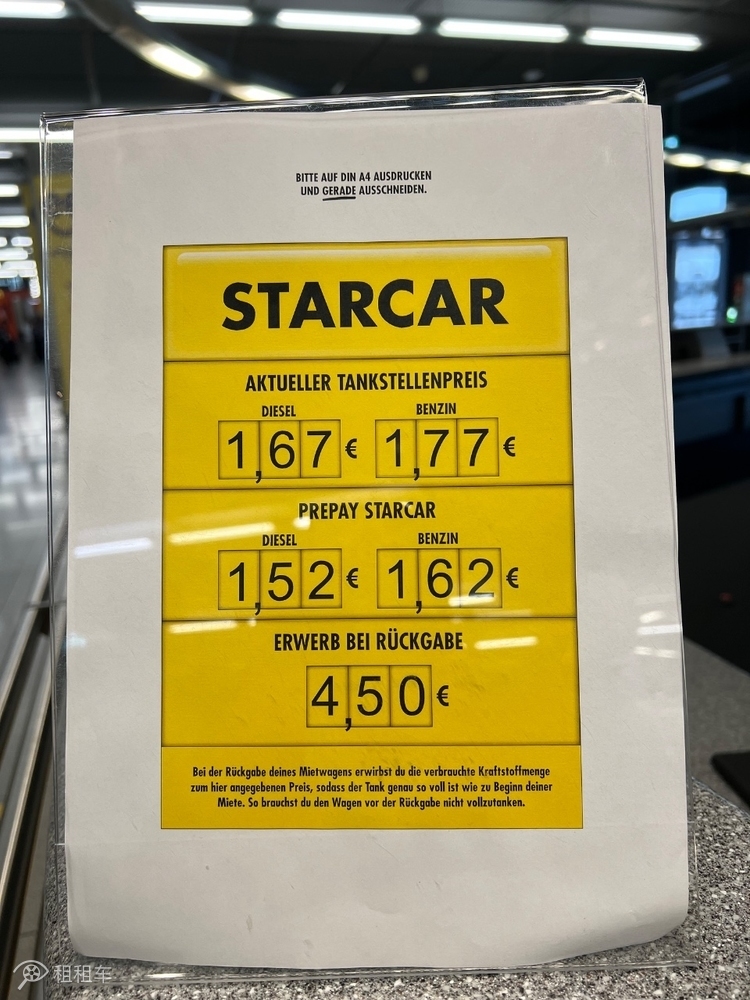 BITTE AUF DIN A4 AUSDRUCKEN
UND GERADE AUSSCHNEIDEN.
STARCAR
AKTUELLER TANKSTELLENPREIS
DIESEL BENZIN
1,67 € 1,77 €
PREPAY STARCAR
DIESEL BENZIN
1,52 € 1,62 €
ERWERB BEI RÜCKGABE
4,50 €
Bei der Rückgabe deines Mietwagens erwirbst du die verbrauchte Kraftstoffmenge
zum hier angegebenen Preis, sodass der Tank genau so voll ist wie zu Beginn deiner
Miete. So brauchst du den Wagen vor der Rückgabe nicht vollzutanken.
租租车